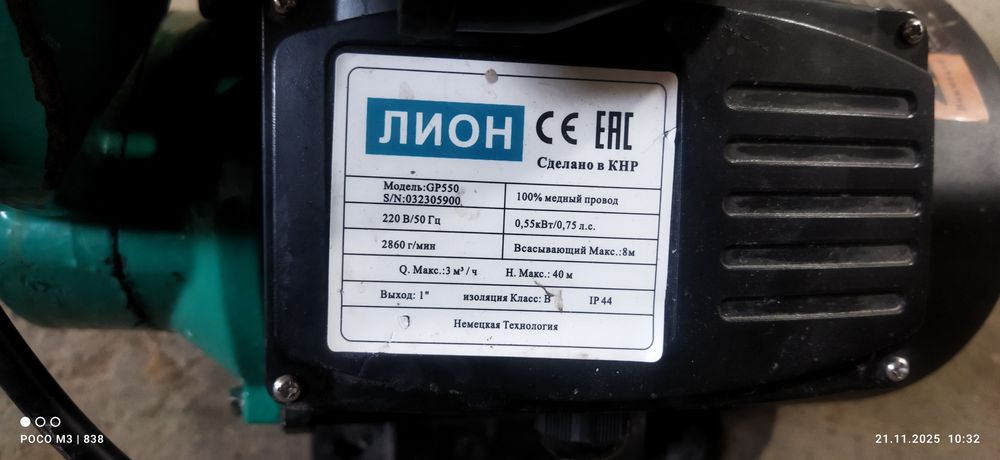 ЛИОН CE EAC
Сделано в КНР
Модель:GP550
S/N:032305900
100% медный провод
220 В/50 Гц
0,55кВт/0,75 л.с.
2860 г/мин
Всасывающий Макс.:8м
Q. Макс.:3 м³ / ч H. Макс.: 40 м
Выход: 1" изоляция Класс: B IP 44
Немецкая Технология
POCO M3 | 838
21.11.2025 10:32